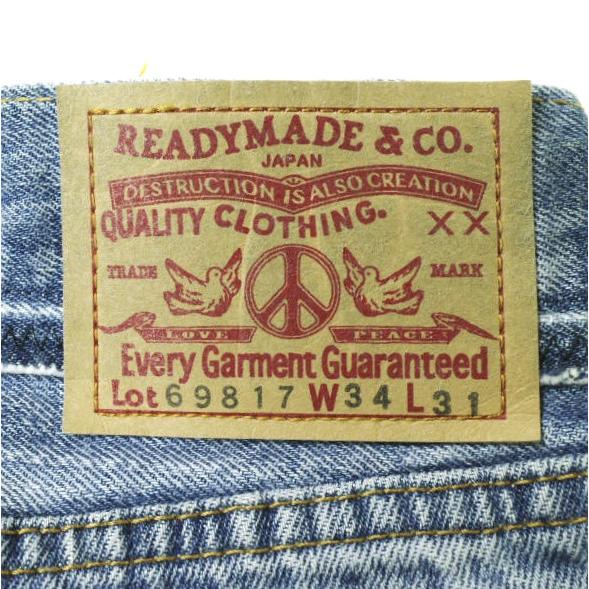 READYMADE & CO.
JAPAN
DESTRUCTION IS ALSO CREATION
QUALITY CLOTHING. XX
TRADE MARK
LOVE PEACE
Every Garment Guaranteed
Lot 69817 W34 L31